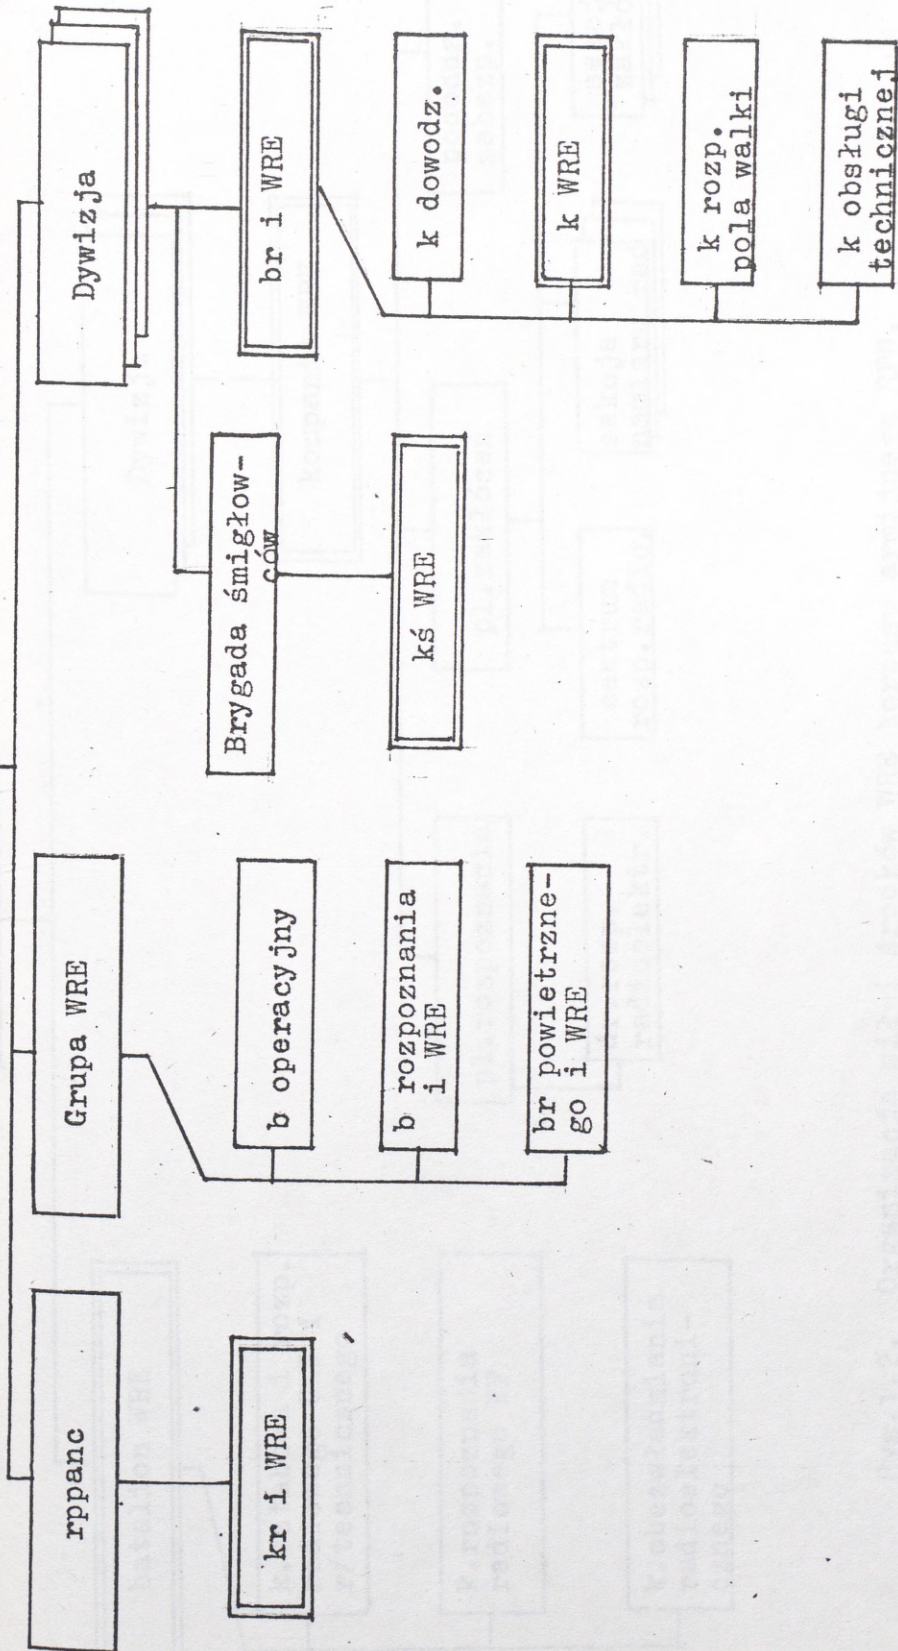 rppanc
Grupa WRE
Dywizja
kr i WRE
b operacyjny
b rozpoznania
i WRE
br powietrzne-
go i WRE
Brygada śmigłow-
ców
kś WRE
br i WRE
k dowodz.
k WRE
k rozp.
pola walki
k obsługi
technicznej